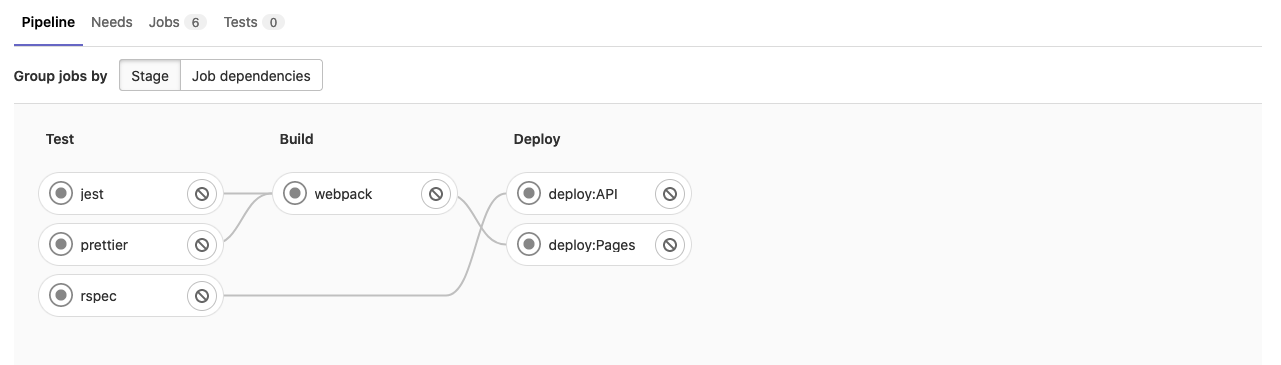 Pipeline Needs Jobs 6 Tests 0
Group jobs by Stage Job dependencies
Test Build Deploy
jest webpack deploy:API
prettier deploy:Pages
rspec